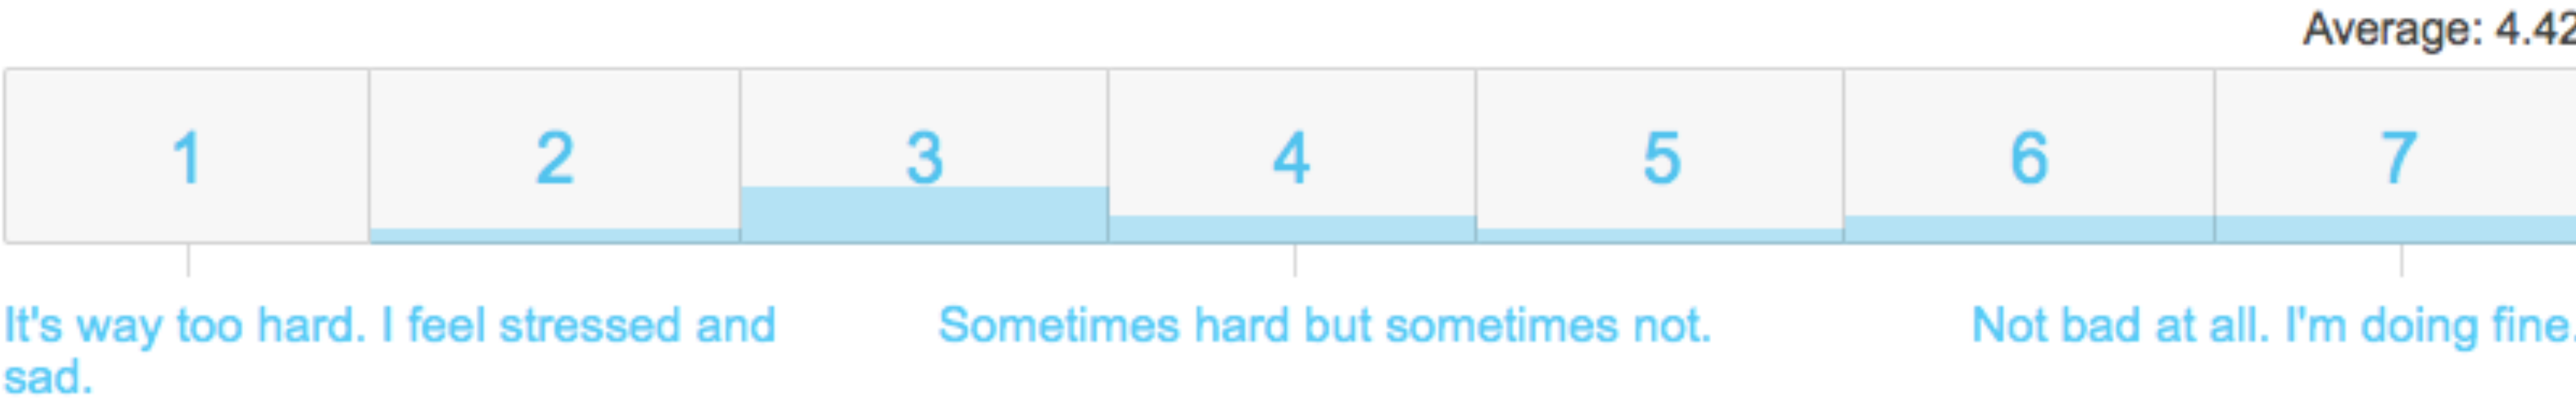 Average: 4.42
1 2 3 4 5 6 7
It's way too hard. I feel stressed and sad.
Sometimes hard but sometimes not.
Not bad at all. I'm doing fine.